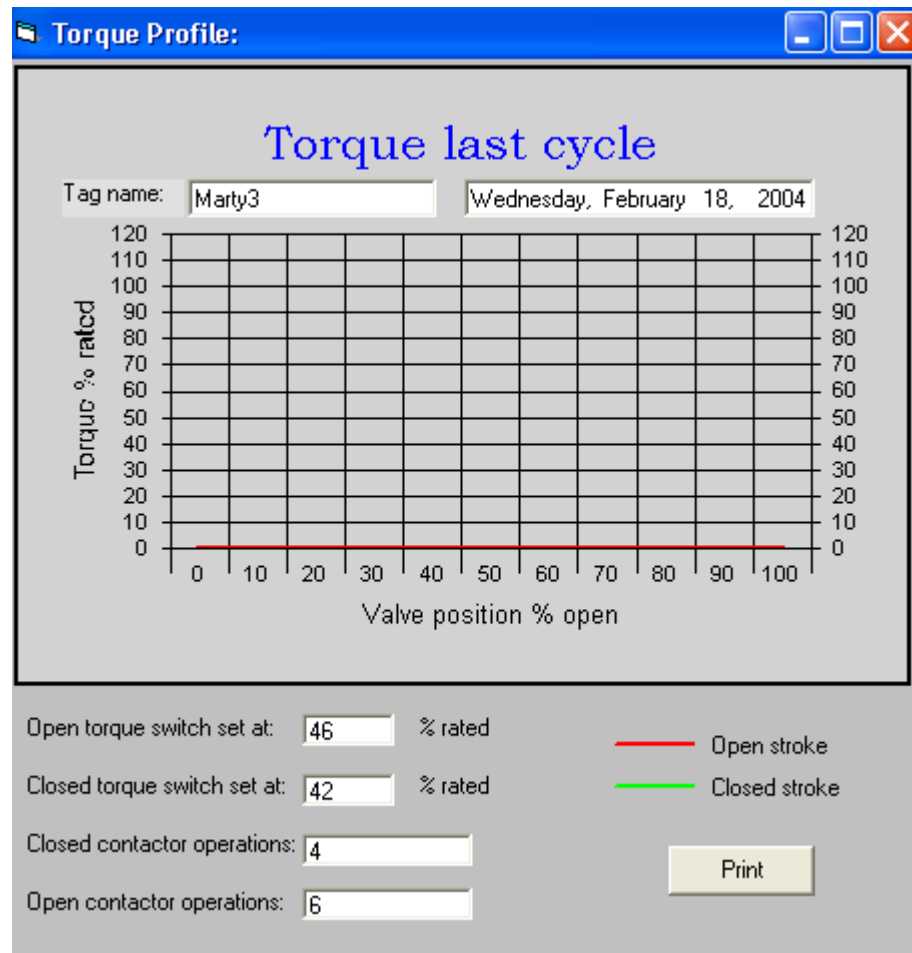 Torque Profile:
Torque last cycle
Tag name: Marty3 Wednesday, February 18, 2004
120 120
110 110
100 100
90 90
80 80
70 70
60 60
50 50
40 40
30 30
20 20
10 10
0 0
Torque % rated
0 10 20 30 40 50 60 70 80 90 100
Valve position % open
Open torque switch set at: 46 % rated
Closed torque switch set at: 42 % rated
Closed contactor operations: 4
Open contactor operations: 6
Open stroke
Closed stroke
Print